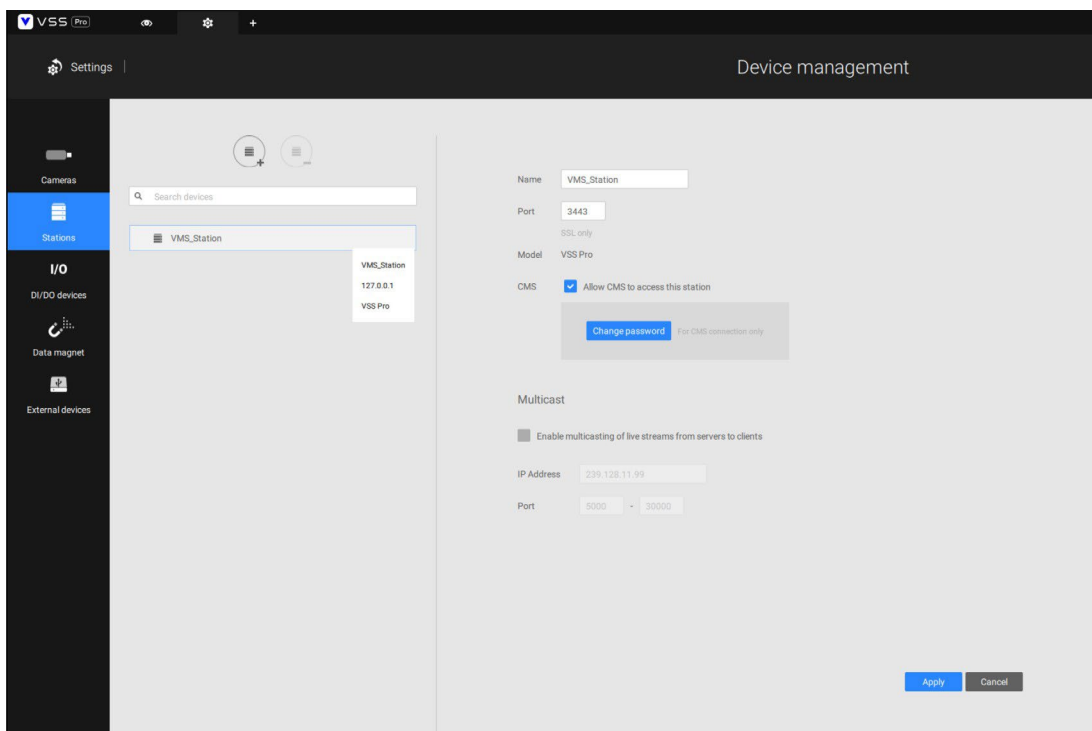 VSS Pro
+
Settings
Device management
Cameras
Stations
I/O
DI/DO devices
Data magnet
External devices
Search devices
VMS_Station
VMS_Station
127.0.0.1
VSS Pro
Name VMS_Station
Port 3443
SSL only
Model VSS Pro
CMS Allow CMS to access this station
Change password For CMS connection only
Multicast
Enable multicasting of live streams from servers to clients
IP Address 239.128.11.99
Port 5000 - 30000
Apply Cancel